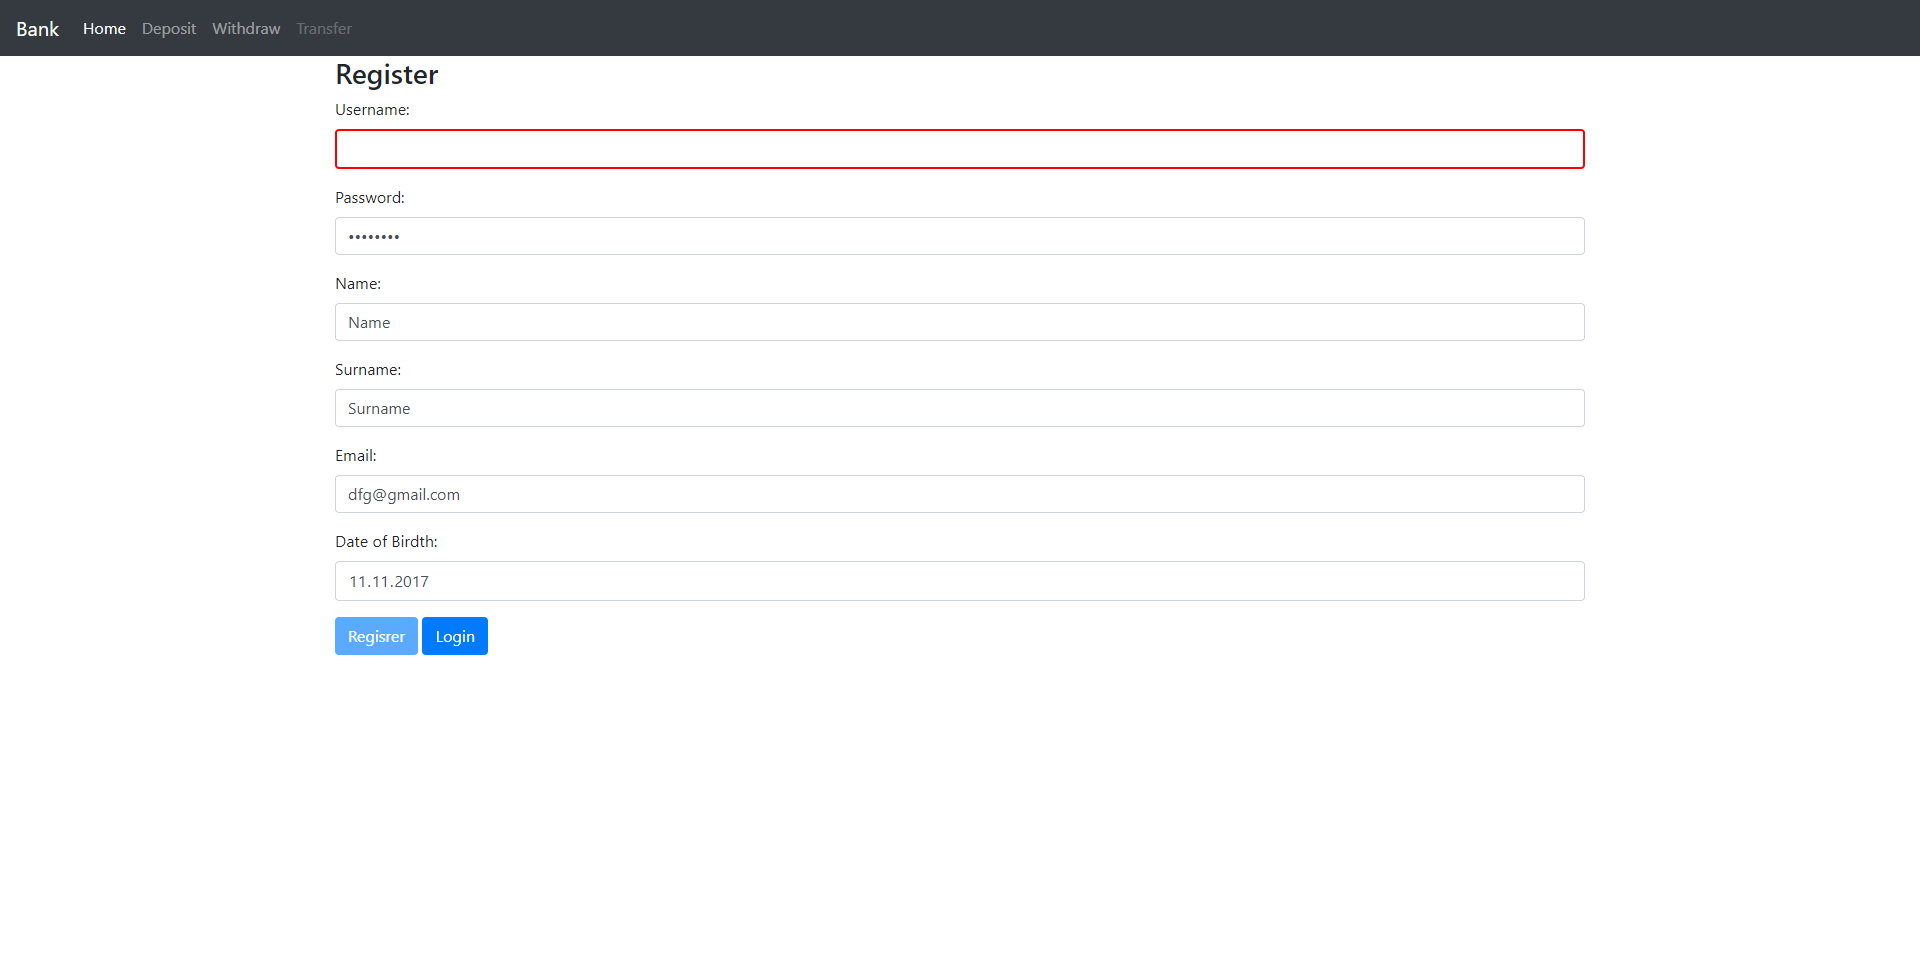 Bank Home Deposit Withdraw Transfer
Register
Username:
Password:
••••••••
Name:
Name
Surname:
Surname
Email:
dfg@gmail.com
Date of Birdth:
11.11.2017
Regisrer Login